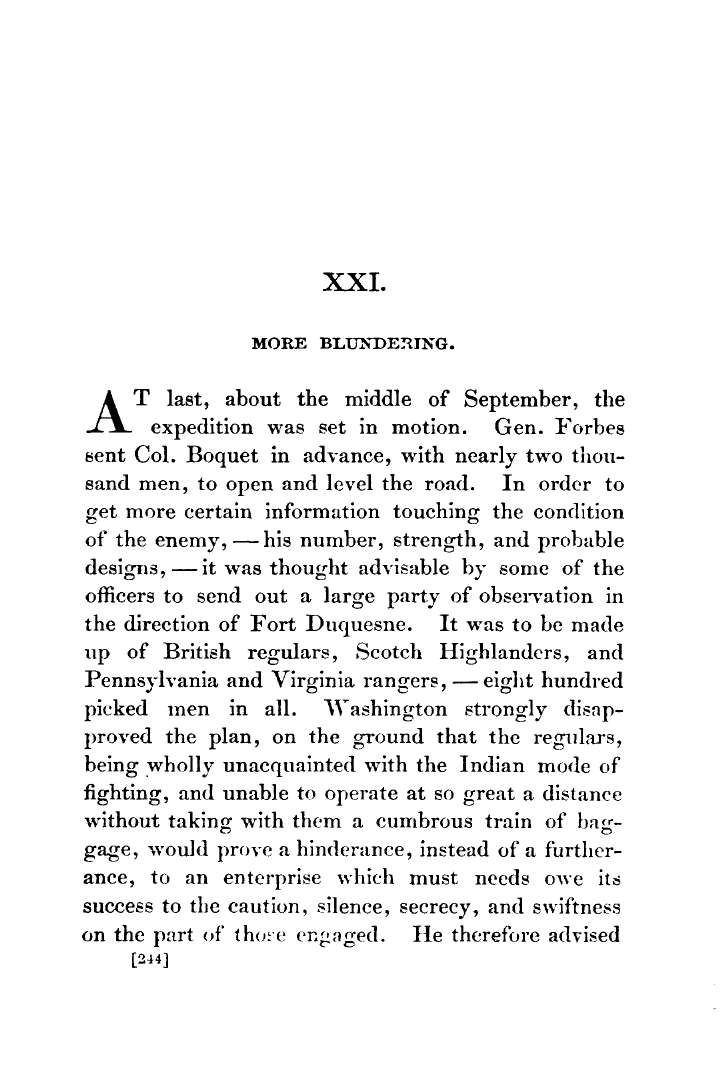 XXI.
MORE BLUNDERING.
AT last, about the middle of September, the
expedition was set in motion. Gen. Forbes
sent Col. Boquet in advance, with nearly two thou-
sand men, to open and level the road. In order to
get more certain information touching the condition
of the enemy, — his number, strength, and probable
designs, — it was thought advisable by some of the
officers to send out a large party of observation in
the direction of Fort Duquesne. It was to be made
up of British regulars, Scotch Highlanders, and
Pennsylvania and Virginia rangers, — eight hundred
picked men in all. Washington strongly disap-
proved the plan, on the ground that the regulars,
being wholly unacquainted with the Indian mode of
fighting, and unable to operate at so great a distance
without taking with them a cumbrous train of bag-
gage, would prove a hinderance, instead of a further-
ance, to an enterprise which must needs owe its
success to the caution, silence, secrecy, and swiftness
on the part of those engaged. He therefore advised
[244]